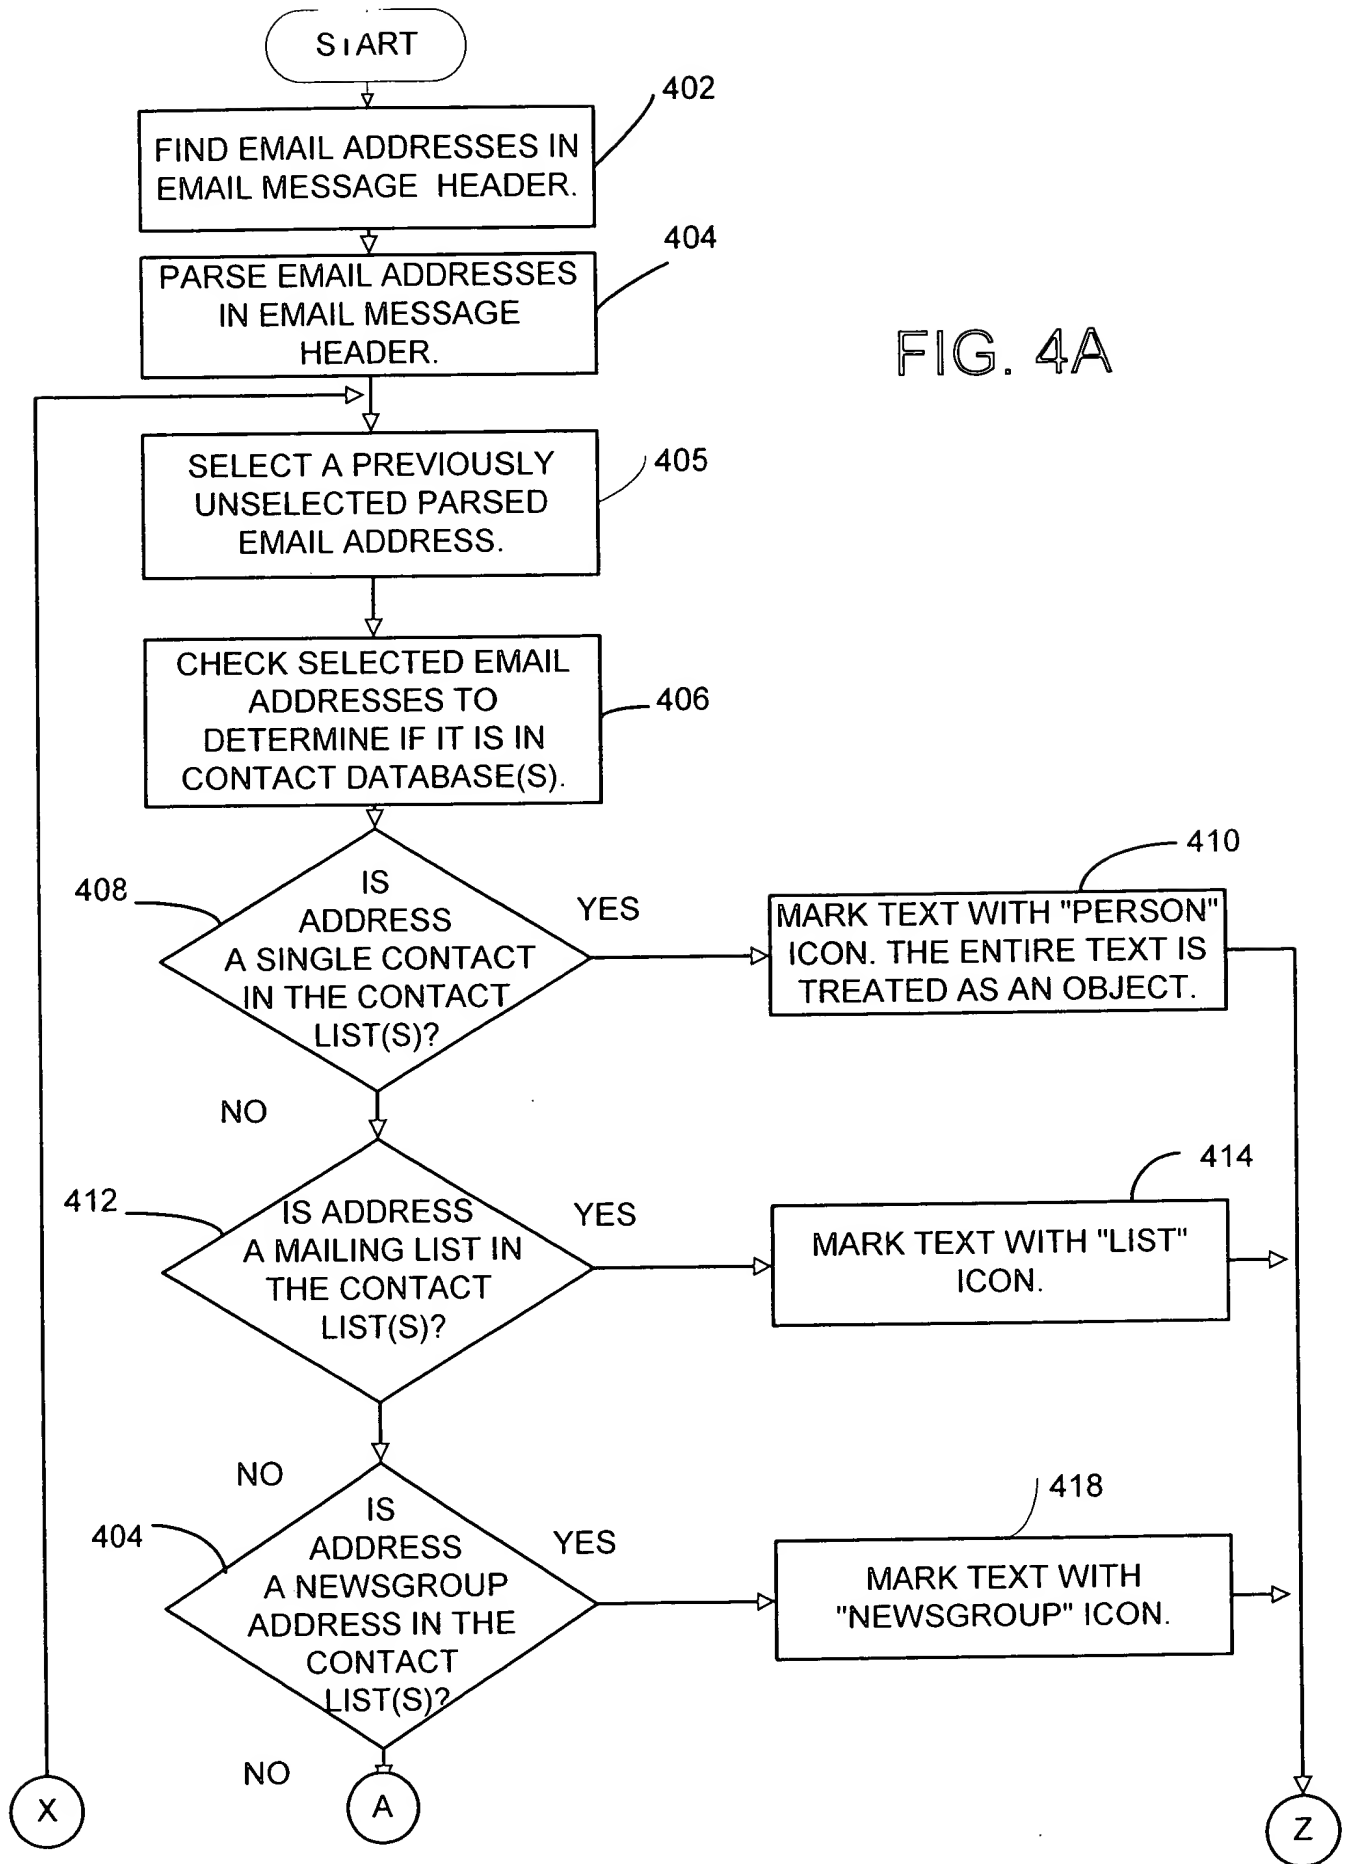 START
402
FIND EMAIL ADDRESSES IN
EMAIL MESSAGE HEADER.
404
PARSE EMAIL ADDRESSES
IN EMAIL MESSAGE
HEADER.
FIG. 4A
405
SELECT A PREVIOUSLY
UNSELECTED PARSED
EMAIL ADDRESS.
CHECK SELECTED EMAIL
ADDRESSES TO
DETERMINE IF IT IS IN
CONTACT DATABASE(S).
406
408
IS
ADDRESS
A SINGLE CONTACT
IN THE CONTACT
LIST(S)?
YES
410
MARK TEXT WITH "PERSON"
ICON. THE ENTIRE TEXT IS
TREATED AS AN OBJECT.
NO
412
IS ADDRESS
A MAILING LIST IN
THE CONTACT
LIST(S)?
YES
414
MARK TEXT WITH "LIST"
ICON.
NO
404
IS
ADDRESS
A NEWSGROUP
ADDRESS IN THE
CONTACT
LIST(S)?
YES
418
MARK TEXT WITH
"NEWSGROUP" ICON.
NO
X
A
Z